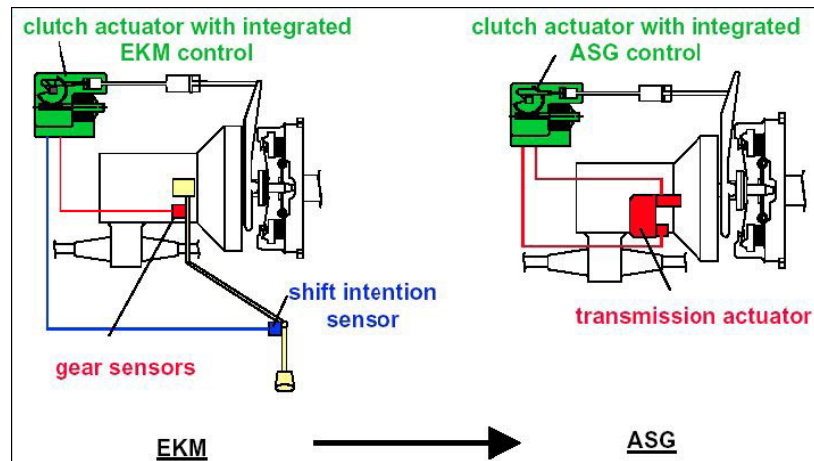 clutch actuator with integrated
EKM control
clutch actuator with integrated
ASG control
shift intention
sensor
gear sensors
transmission actuator
EKM
ASG